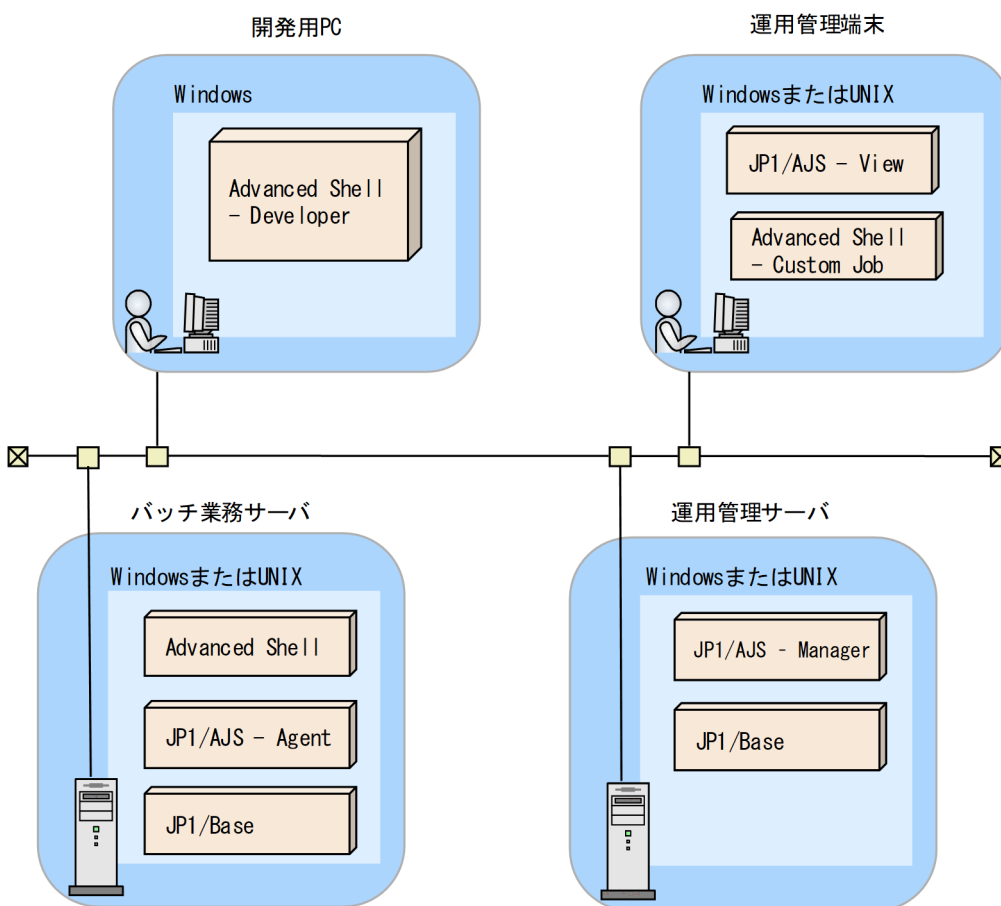 開発用PC
Windows
Advanced Shell
- Developer
運用管理端末
WindowsまたはUNIX
JP1/AJS - View
Advanced Shell
- Custom Job
バッチ業務サーバ
WindowsまたはUNIX
Advanced Shell
JP1/AJS - Agent
JP1/Base
運用管理サーバ
WindowsまたはUNIX
JP1/AJS - Manager
JP1/Base